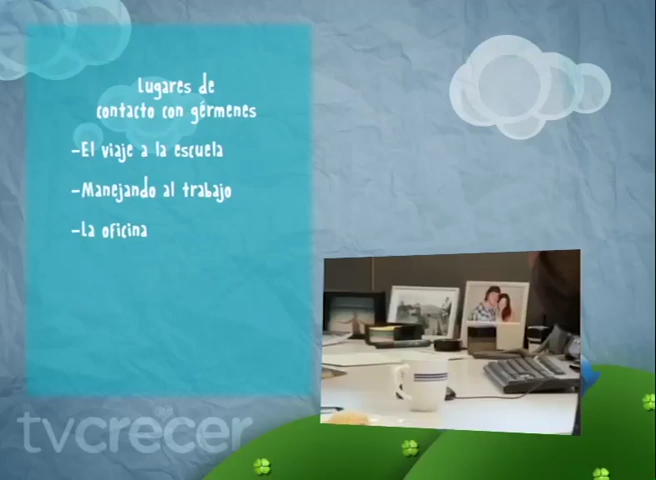 Lugares de
contacto con gérmenes
-El viaje a la escuela
-Manejando al trabajo
-La oficina
tvcrecer